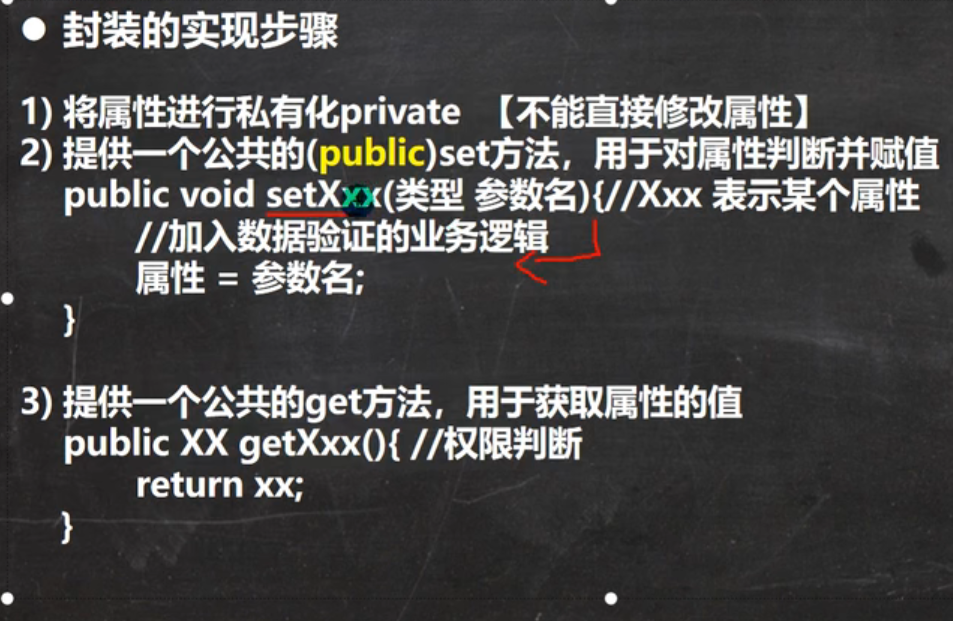 ● 封装的实现步骤
1) 将属性进行私有化private 【不能直接修改属性】
2) 提供一个公共的(public)set方法，用于对属性判断并赋值
public void setXxx(类型 参数名){//Xxx 表示某个属性
//加入数据验证的业务逻辑
属性 = 参数名;
}
3) 提供一个公共的get方法，用于获取属性的值
public XX getXxx(){ //权限判断
return xx;
}